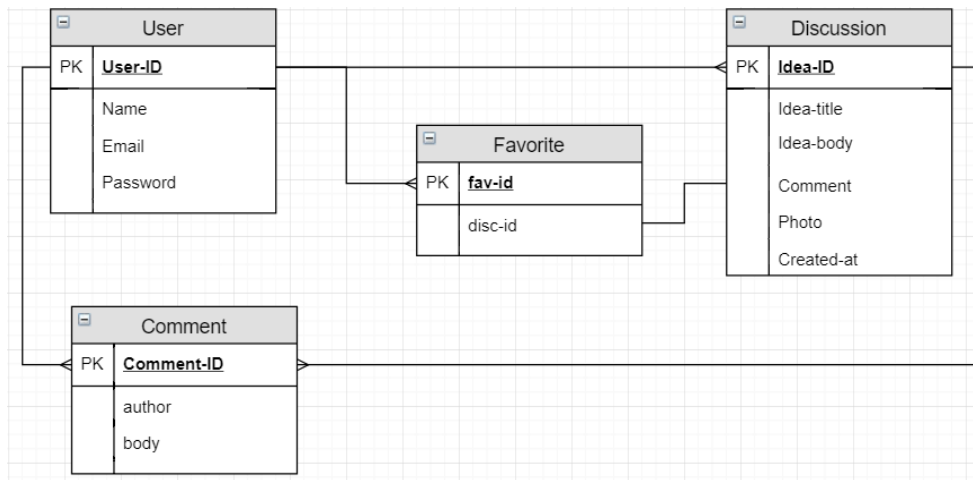 User
PK User-ID
Name
Email
Password
Favorite
PK fav-id
disc-id
Discussion
PK Idea-ID
Idea-title
Idea-body
Comment
Photo
Created-at
Comment
PK Comment-ID
author
body